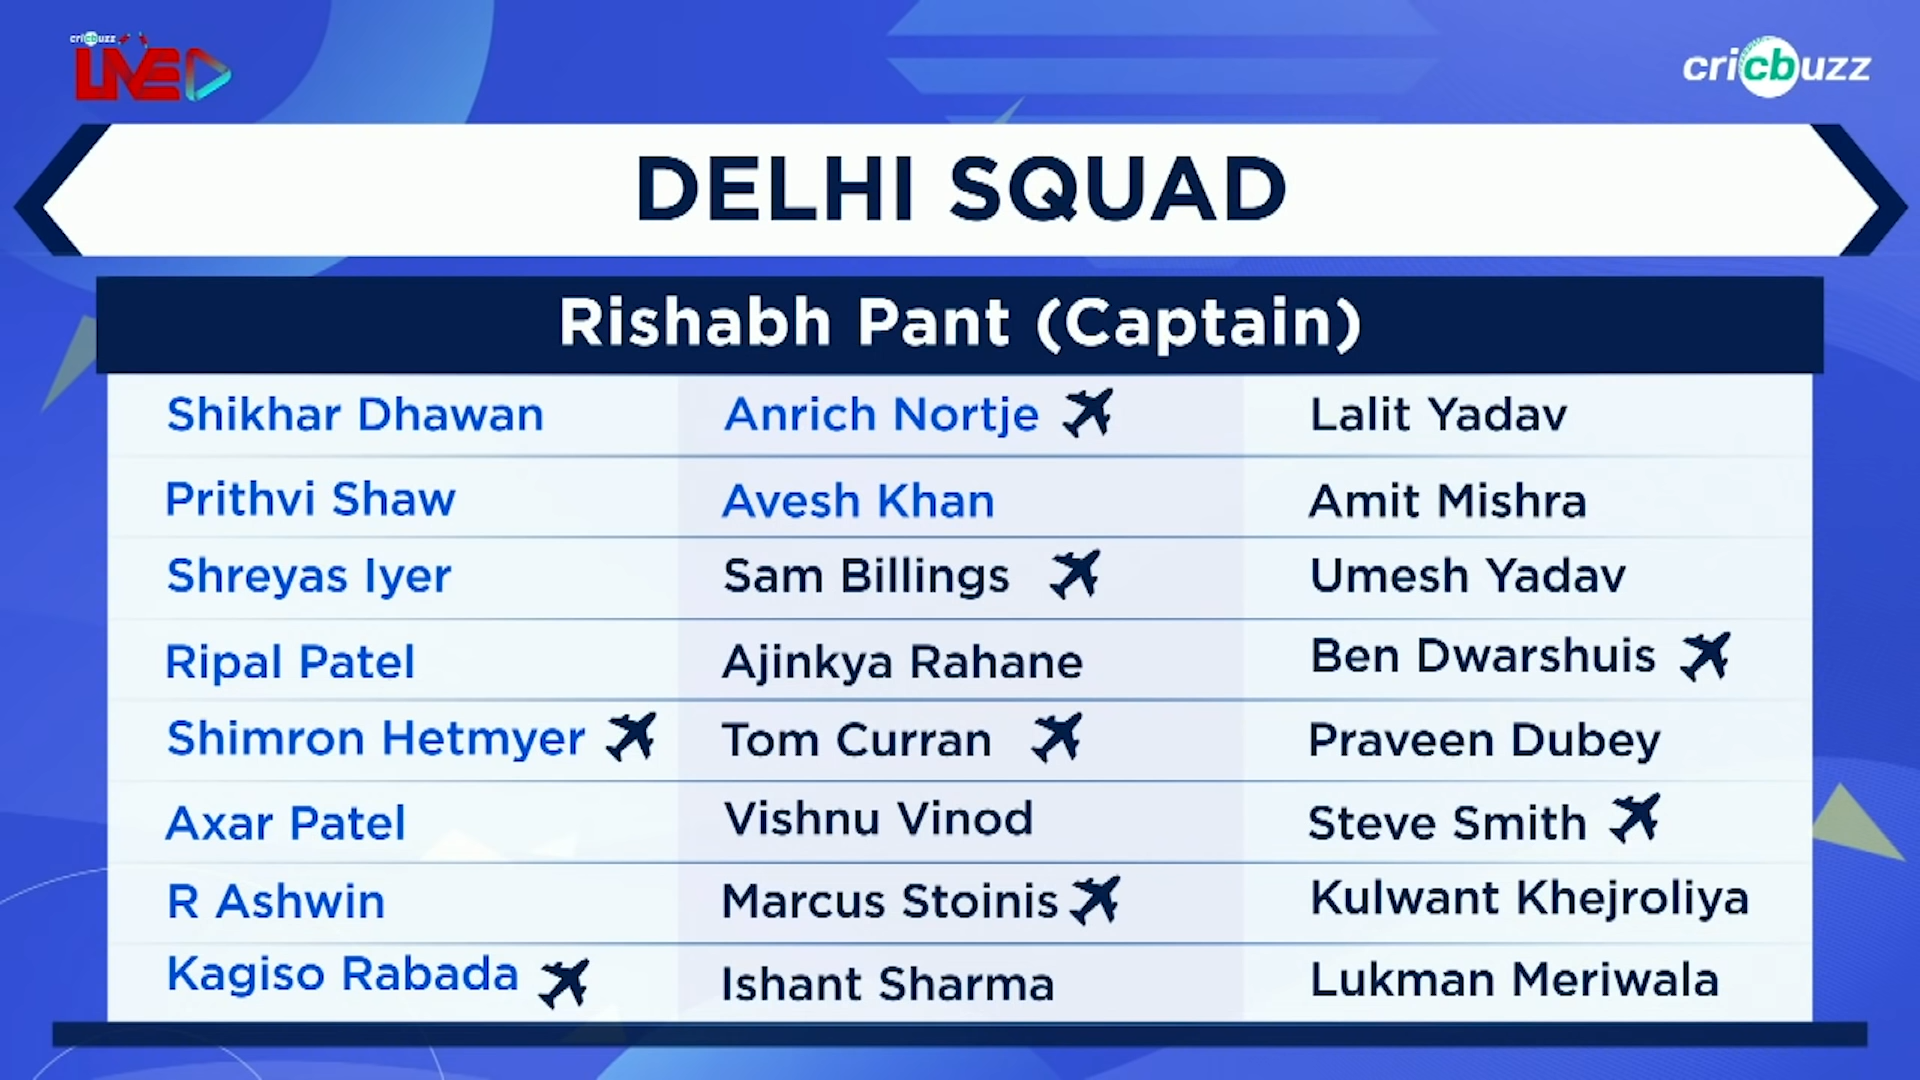 cricbuzz
LIVE
cricbuzz
DELHI SQUAD
Rishabh Pant (Captain)
Shikhar Dhawan
Prithvi Shaw
Shreyas Iyer
Ripal Patel
Shimron Hetmyer
Axar Patel
R Ashwin
Kagiso Rabada
Anrich Nortje
Avesh Khan
Sam Billings
Ajinkya Rahane
Tom Curran
Vishnu Vinod
Marcus Stoinis
Ishant Sharma
Lalit Yadav
Amit Mishra
Umesh Yadav
Ben Dwarshuis
Praveen Dubey
Steve Smith
Kulwant Khejroliya
Lukman Meriwala